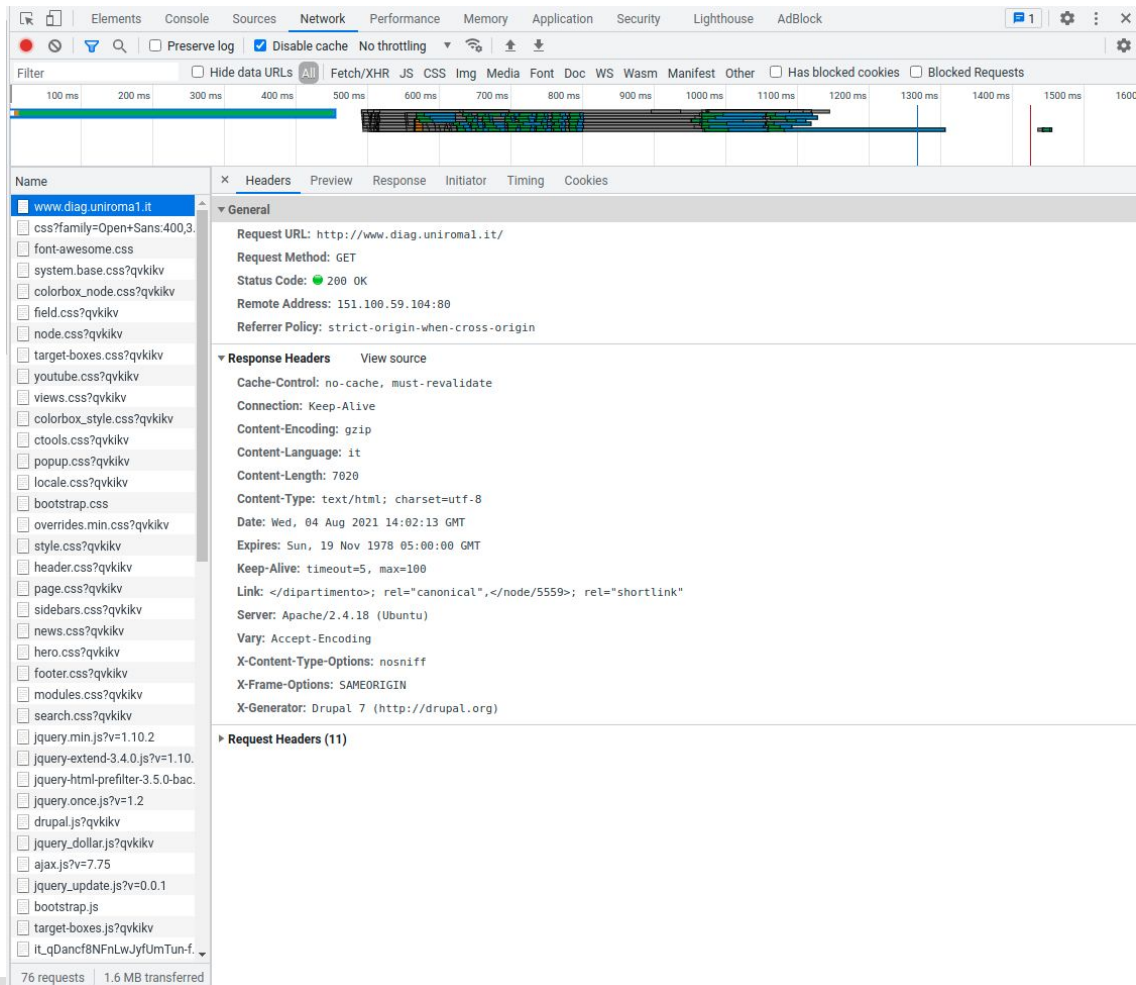 Elements Console Sources Network Performance Memory Application Security Lighthouse AdBlock 1
Preserve log Disable cache No throttling
Filter Hide data URLs All Fetch/XHR JS CSS Img Media Font Doc WS Wasm Manifest Other Has blocked cookies Blocked Requests
100 ms 200 ms 300 ms 400 ms 500 ms 600 ms 700 ms 800 ms 900 ms 1000 ms 1100 ms 1200 ms 1300 ms 1400 ms 1500 ms 1600
Name
www.diag.uniroma1.it
css?family=Open+Sans:400,3.
font-awesome.css
system.base.css?qvkikv
colorbox_node.css?qvkikv
field.css?qvkikv
node.css?qvkikv
target-boxes.css?qvkikv
youtube.css?qvkikv
views.css?qvkikv
colorbox_style.css?qvkikv
ctools.css?qvkikv
popup.css?qvkikv
locale.css?qvkikv
bootstrap.css
overrides.min.css?qvkikv
style.css?qvkikv
header.css?qvkikv
page.css?qvkikv
sidebars.css?qvkikv
news.css?qvkikv
hero.css?qvkikv
footer.css?qvkikv
modules.css?qvkikv
search.css?qvkikv
jquery.min.js?v=1.10.2
jquery-extend-3.4.0.js?v=1.10.
jquery-html-prefilter-3.5.0-bac.
jquery.once.js?v=1.2
drupal.js?qvkikv
jquery_dollar.js?qvkikv
ajax.js?v=7.75
jquery_update.js?v=0.0.1
bootstrap.js
target-boxes.js?qvkikv
it_qDancf8NFnLwJyfUmTun-f.
76 requests 1.6 MB transferred
× Headers Preview Response Initiator Timing Cookies
General
Request URL: http://www.diag.uniroma1.it/
Request Method: GET
Status Code: 200 OK
Remote Address: 151.100.59.104:80
Referrer Policy: strict-origin-when-cross-origin
Response Headers View source
Cache-Control: no-cache, must-revalidate
Connection: Keep-Alive
Content-Encoding: gzip
Content-Language: it
Content-Length: 7020
Content-Type: text/html; charset=utf-8
Date: Wed, 04 Aug 2021 14:02:13 GMT
Expires: Sun, 19 Nov 1978 05:00:00 GMT
Keep-Alive: timeout=5, max=100
Link: </dipartimento>; rel="canonical",</node/5559>; rel="shortlink"
Server: Apache/2.4.18 (Ubuntu)
Vary: Accept-Encoding
X-Content-Type-Options: nosniff
X-Frame-Options: SAMEORIGIN
X-Generator: Drupal 7 (http://drupal.org)
Request Headers (11)